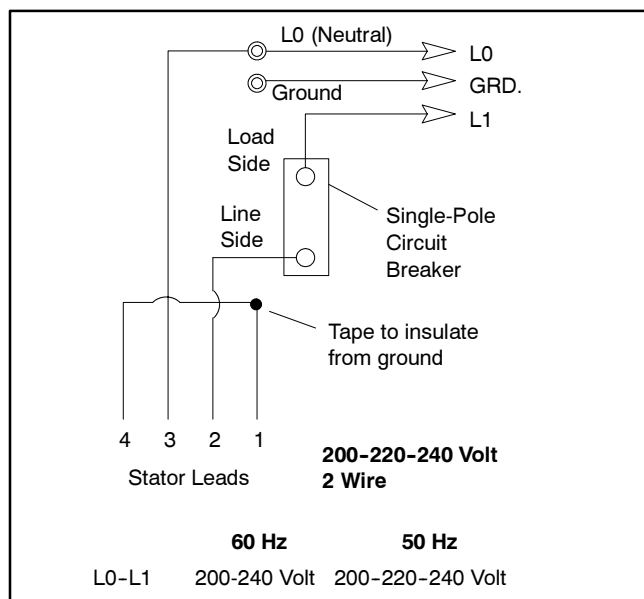 L0 (Neutral)
L0
GRD.
Ground
L1
Load
Side
Line
Side
Single-Pole
Circuit
Breaker
Tape to insulate
from ground
4 3 2 1
Stator Leads
200-220-240 Volt
2 Wire
60 Hz 50 Hz
L0-L1 200-240 Volt 200-220-240 Volt